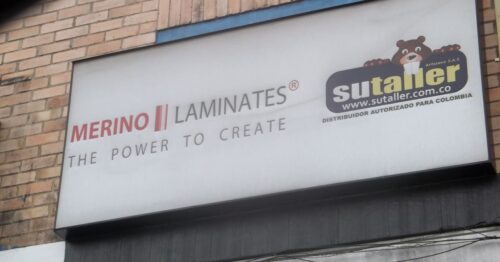 MERINO LAMINATES®
THE POWER TO CREATE
sutaller
www.sutaller.com.co
DISTRIBUIDOR AUTORIZADO PARA COLOMBIA